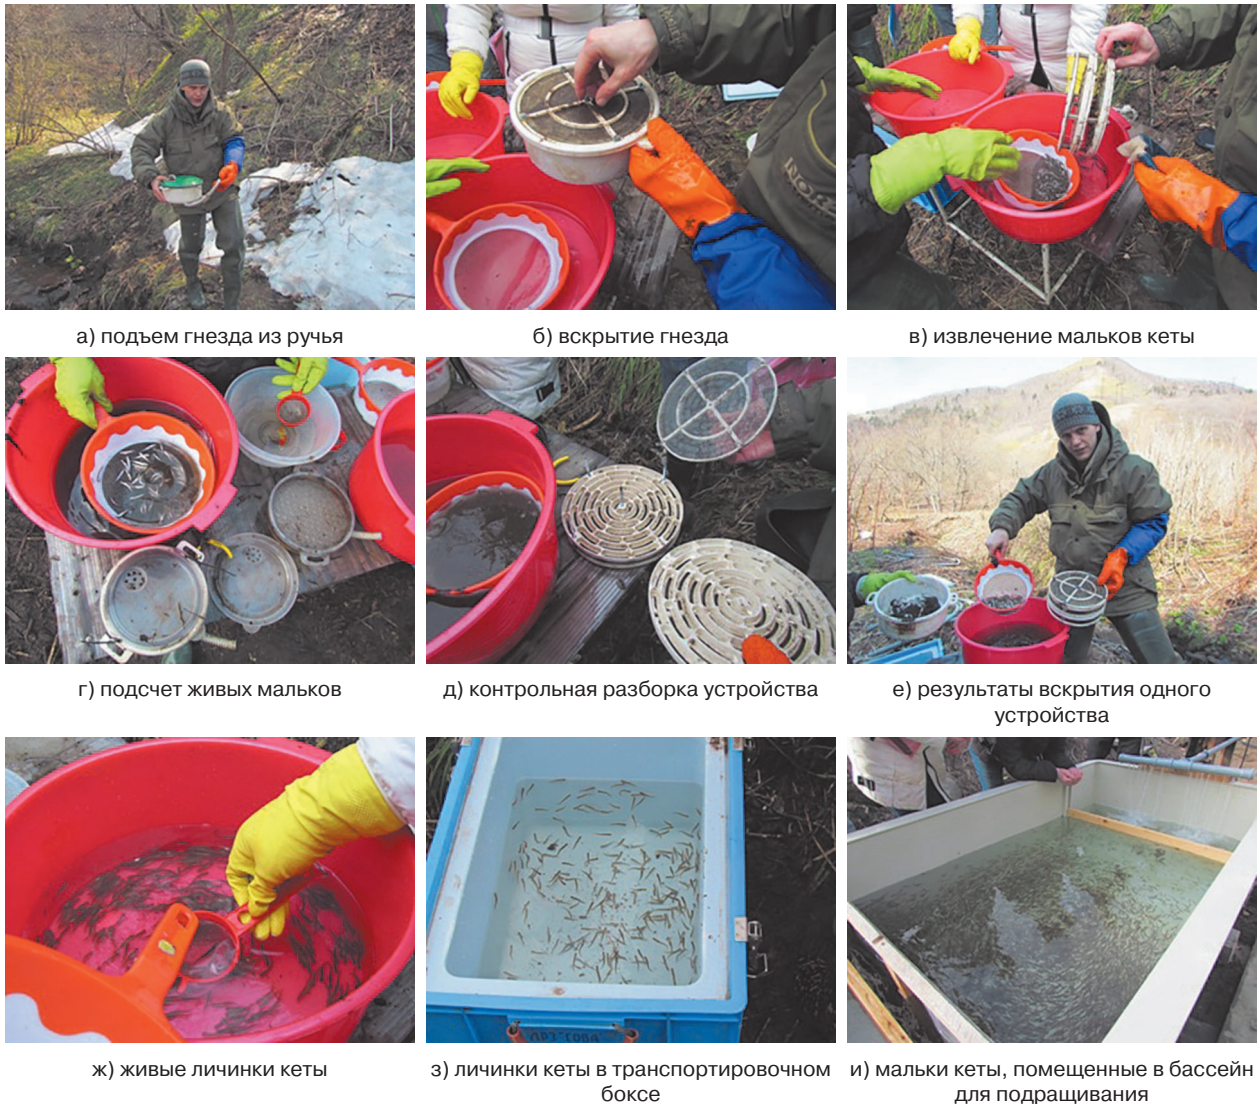 а) подъем гнезда из ручья
б) вскрытие гнезда
в) извлечение мальков кеты
г) подсчет живых мальков
д) контрольная разборка устройства
е) результаты вскрытия одного
устройства
ж) живые личинки кеты
з) личинки кеты в транспортировочном
боксе
и) мальки кеты, помещенные в бассейн
для подращивания